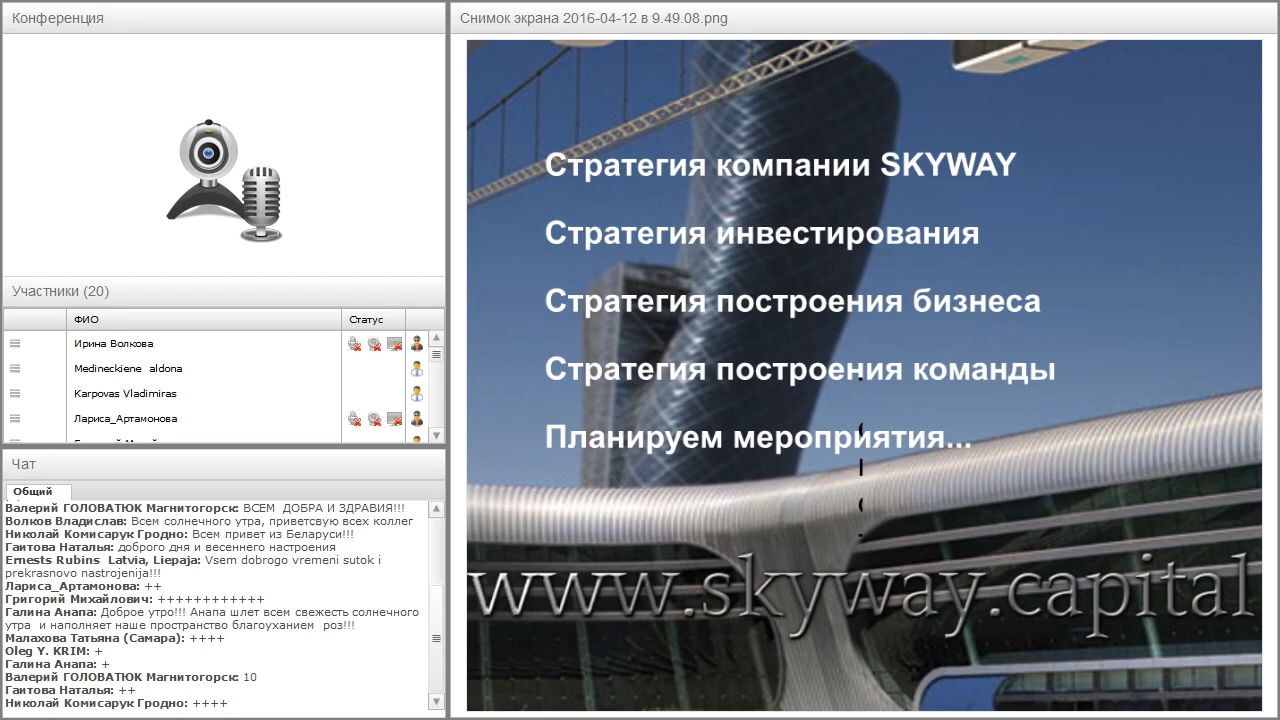 Конференция
Участники (20)
ФИО
Статус
Ирина Волкова
Medineckiene aldona
Karpovas Vladimiras
Лариса_Артамонова
Чат
Общий
Валерий ГОЛОВАТЮК Магнитогорск: ВСЕМ ДОБРА И ЗДРАВИЯ!!!
Волков Владислав: Всем солнечного утра, приветсвую всех коллег
Николай Комисарук Гродно: Всем привет из Беларуси!!!
Гаитова Наталья: доброго дня и весеннего настроения
Ernests Rubins Latvia, Liepaja: Vsem dobrogo vremeni sutok i
prekrasnovo nastrojenija!!!
Лариса_Артамонова: ++
Григорий Михайлович: ++++++++++++
Галина Анапа: Доброе утро!!! Анапа шлет всем свежесть солнечного
утра и наполняет наше пространство благоуханием роз!!!
Малахова Татьяна (Самара): ++++
Oleg Y. KRIM: +
Галина Анапа: +
Валерий ГОЛОВАТЮК Магнитогорск: 10
Гаитова Наталья: ++
Николай Комисарук Гродно: ++++
Снимок экрана 2016-04-12 в 9.49.08.png
Стратегия компании SKYWAY
Стратегия инвестирования
Стратегия построения бизнеса
Стратегия построения команды
Планируем мероприятия...
www.skyway.capital